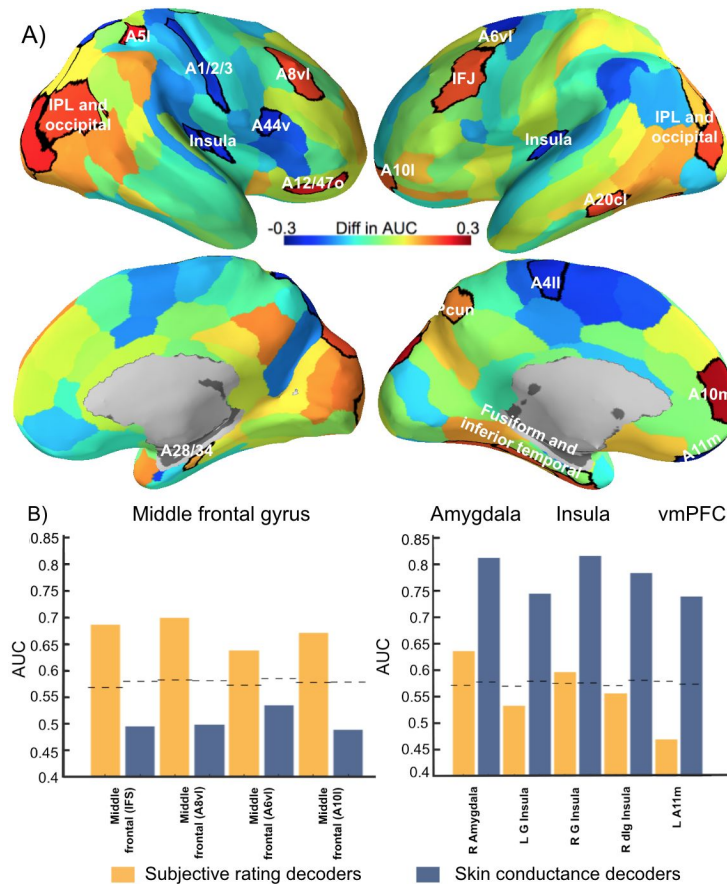 A)
A5l
A6vl
A1/2/3
A8vl
IFJ
IPL and
occipital
A44v
Insula
Insula
IPL and
occipital
A12/47o
A10l
A20cl
-0.3 Diff in AUC 0.3
Pcun
A4ll
A10m
A28/34
Fusiform and
inferior temporal
A11m
B)
Middle frontal gyrus
Amygdala Insula vmPFC
AUC
0.85
0.8
0.75
0.7
0.65
0.6
0.55
0.5
0.45
0.4
Middle
frontal (IFS)
Middle
frontal (A8vl)
Middle
frontal (A6vl)
Middle
frontal (A10l)
AUC
0.85
0.8
0.75
0.7
0.65
0.6
0.55
0.5
0.45
0.4
R Amygdala
L G Insula
R G Insula
R dlg Insula
L A11m
Subjective rating decoders
Skin conductance decoders